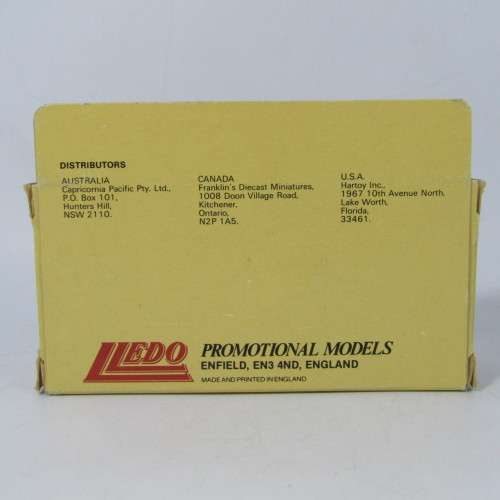 DISTRIBUTORS
AUSTRALIA
Capricornia Pacific Pty. Ltd.,
P.O. Box 101,
Hunters Hill,
NSW 2110.
CANADA
Franklin's Diecast Miniatures,
1008 Doon Village Road,
Kitchener,
Ontario,
N2P 1A5.
U.S.A.
Hartoy Inc.,
1967 10th Avenue North,
Lake Worth,
Florida,
33461.
LLEDO
PROMOTIONAL MODELS
ENFIELD, EN3 4ND, ENGLAND
MADE AND PRINTED IN ENGLAND